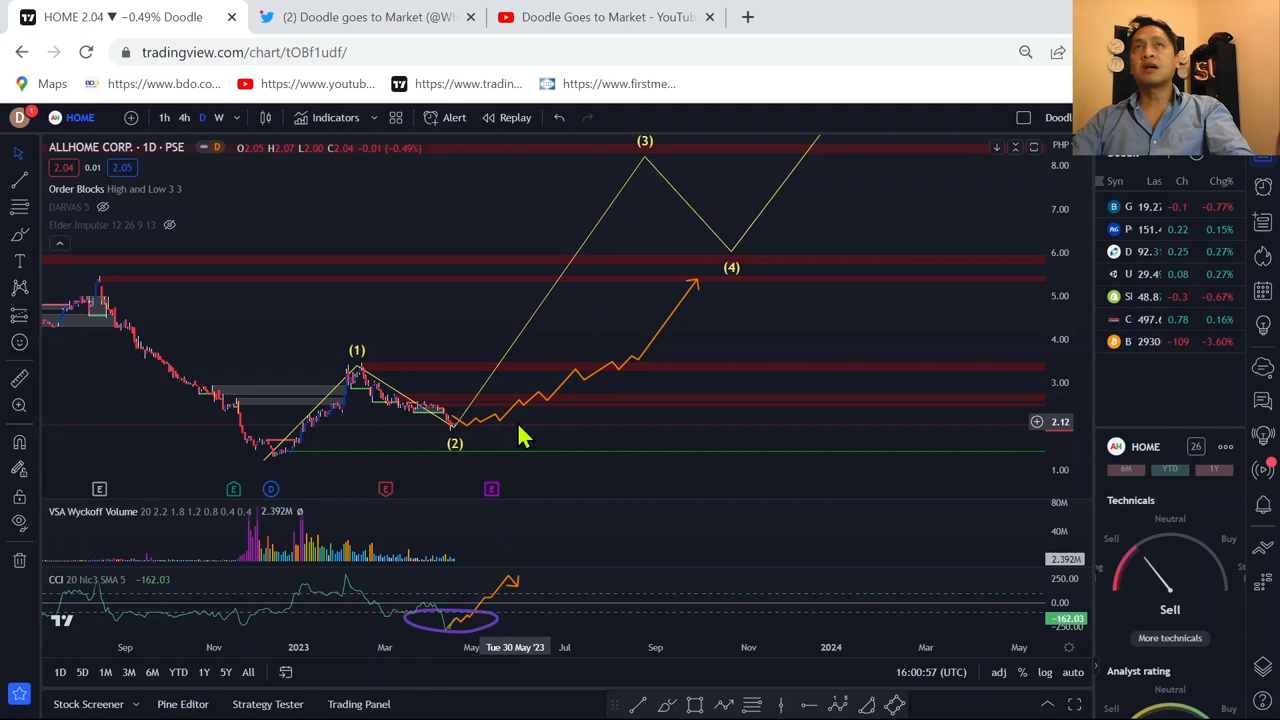 HOME 2.04 ▼ −0.49% Doodle
(2) Doodle goes to Market (@Wh
Doodle Goes to Market - YouTub
tradingview.com/chart/tOBf1udf/
Maps
BDO
https://www.bdo.co...
https://www.youtub...
https://www.tradin...
https://www.firstme...
D
1
AH
HOME
1h
4h
D
W
Indicators
Alert
Replay
Doodl
ALLHOME CORP. · 1D · PSE
D
O2.05 H2.07 L2.00 C2.04 −0.01 (−0.49%)
PHP
2.04
0.01
2.05
Order Blocks High and Low 3 3
DARVAS 5
Elder Impulse 12 26 9 13
(3)
(4)
(1)
(2)
8.00
7.00
6.00
5.00
4.00
3.00
2.12
1.00
E
E
D
E
E
VSA Wyckoff Volume 20 2.2 1.8 1.2 0.8 0.4 0.4 2.392M ø
80M
40M
2.392M
CCI 20 hlc3 SMA 5 −162.03
250.00
0.00
−162.03
−250.00
Sep
Nov
2023
Mar
May
Tue 30 May '23
Jul
Sep
Nov
2024
Mar
May
1D
5D
1M
3M
6M
YTD
1Y
5Y
All
16:00:57 (UTC)
adj
%
log
auto
Stock Screener
Pine Editor
Strategy Tester
Trading Panel
Syn
Las
Ch
Chg%
G 19.27 −0.1 −0.77%
P 151.4 0.22 0.15%
D 92.31 0.25 0.27%
U 29.49 0.08 0.27%
SI 48.87 −0.3 −0.67%
C 497.6 0.78 0.16%
B 2930 −109 −3.60%
AH
HOME
26
6M
YTD
1Y
Technicals
Neutral
Sell
Buy
Sell
More technicals
Analyst rating
Neutral